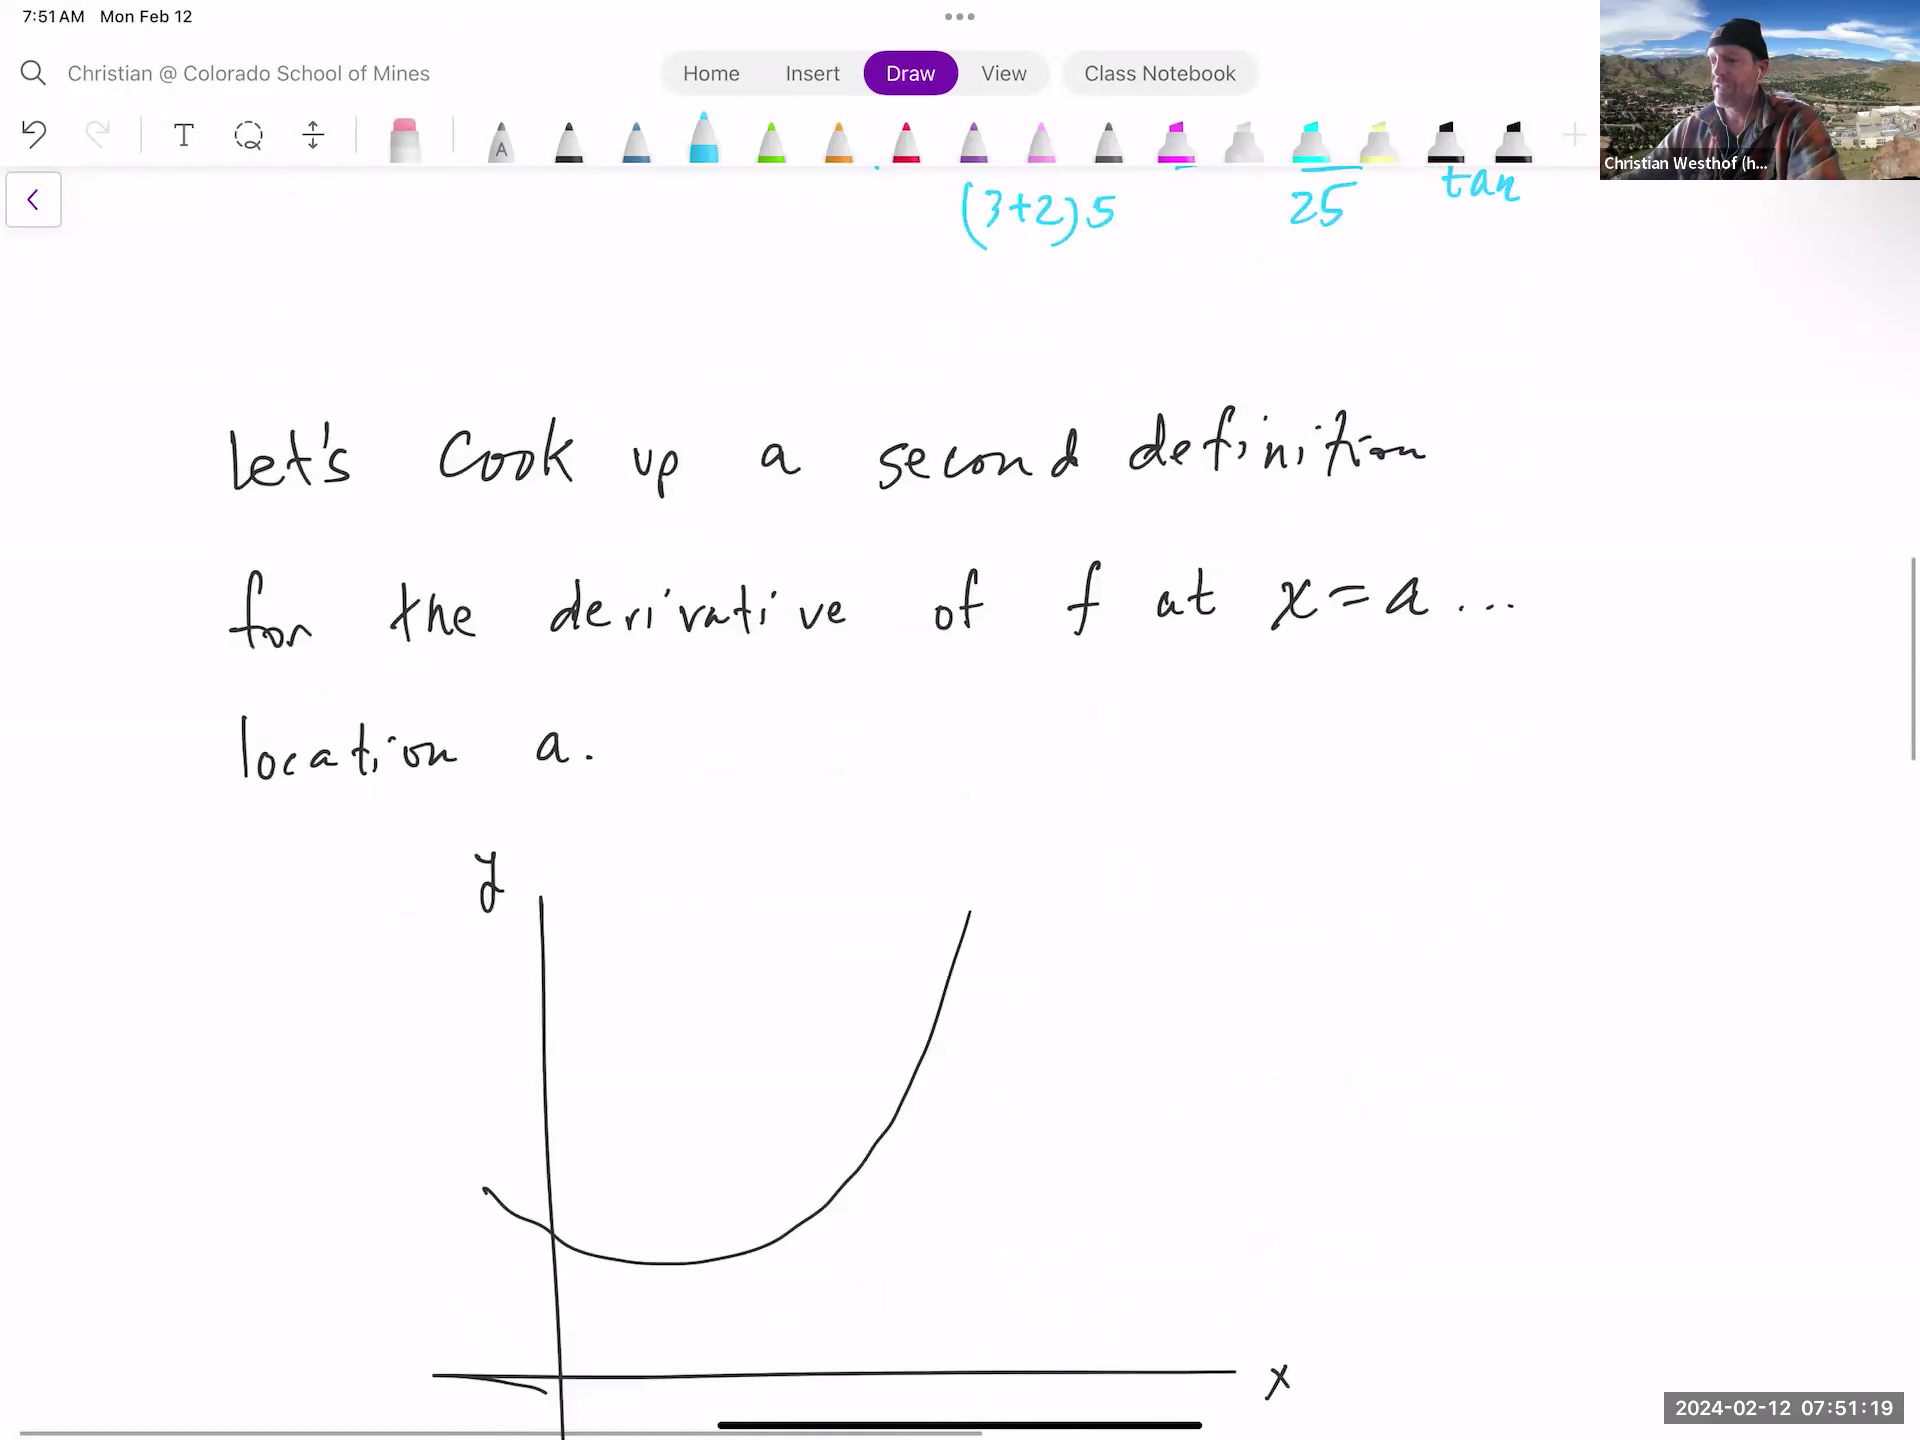 7:51 AM Mon Feb 12
Christian @ Colorado School of Mines
Home Insert Draw View Class Notebook
T
A
Christian Westhof (h...
(3+2)5 25 tan
Let's cook up a second definition
for the derivative of f at x=a...
location a.
y
x
2024-02-12 07:51:19